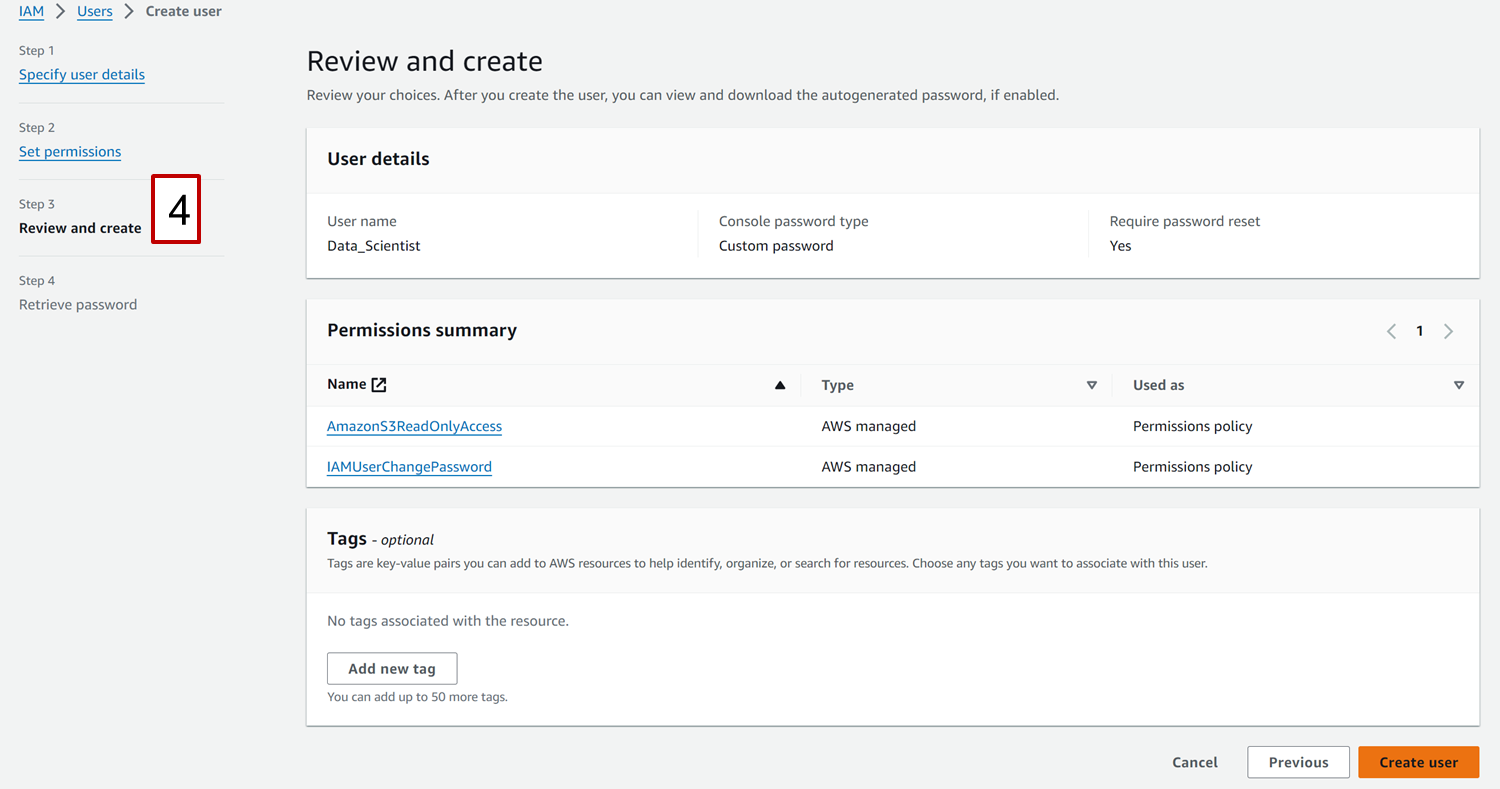 IAM > Users > Create user
Step 1
Specify user details
Step 2
Set permissions
Step 3
Review and create
4
Step 4
Retrieve password
Review and create
Review your choices. After you create the user, you can view and download the autogenerated password, if enabled.
User details
User name Console password type Require password reset
Data_Scientist Custom password Yes
Permissions summary 1
Name Type Used as
AmazonS3ReadOnlyAccess AWS managed Permissions policy
IAMUserChangePassword AWS managed Permissions policy
Tags - optional
Tags are key-value pairs you can add to AWS resources to help identify, organize, or search for resources. Choose any tags you want to associate with this user.
No tags associated with the resource.
Add new tag
You can add up to 50 more tags.
Cancel Previous Create user